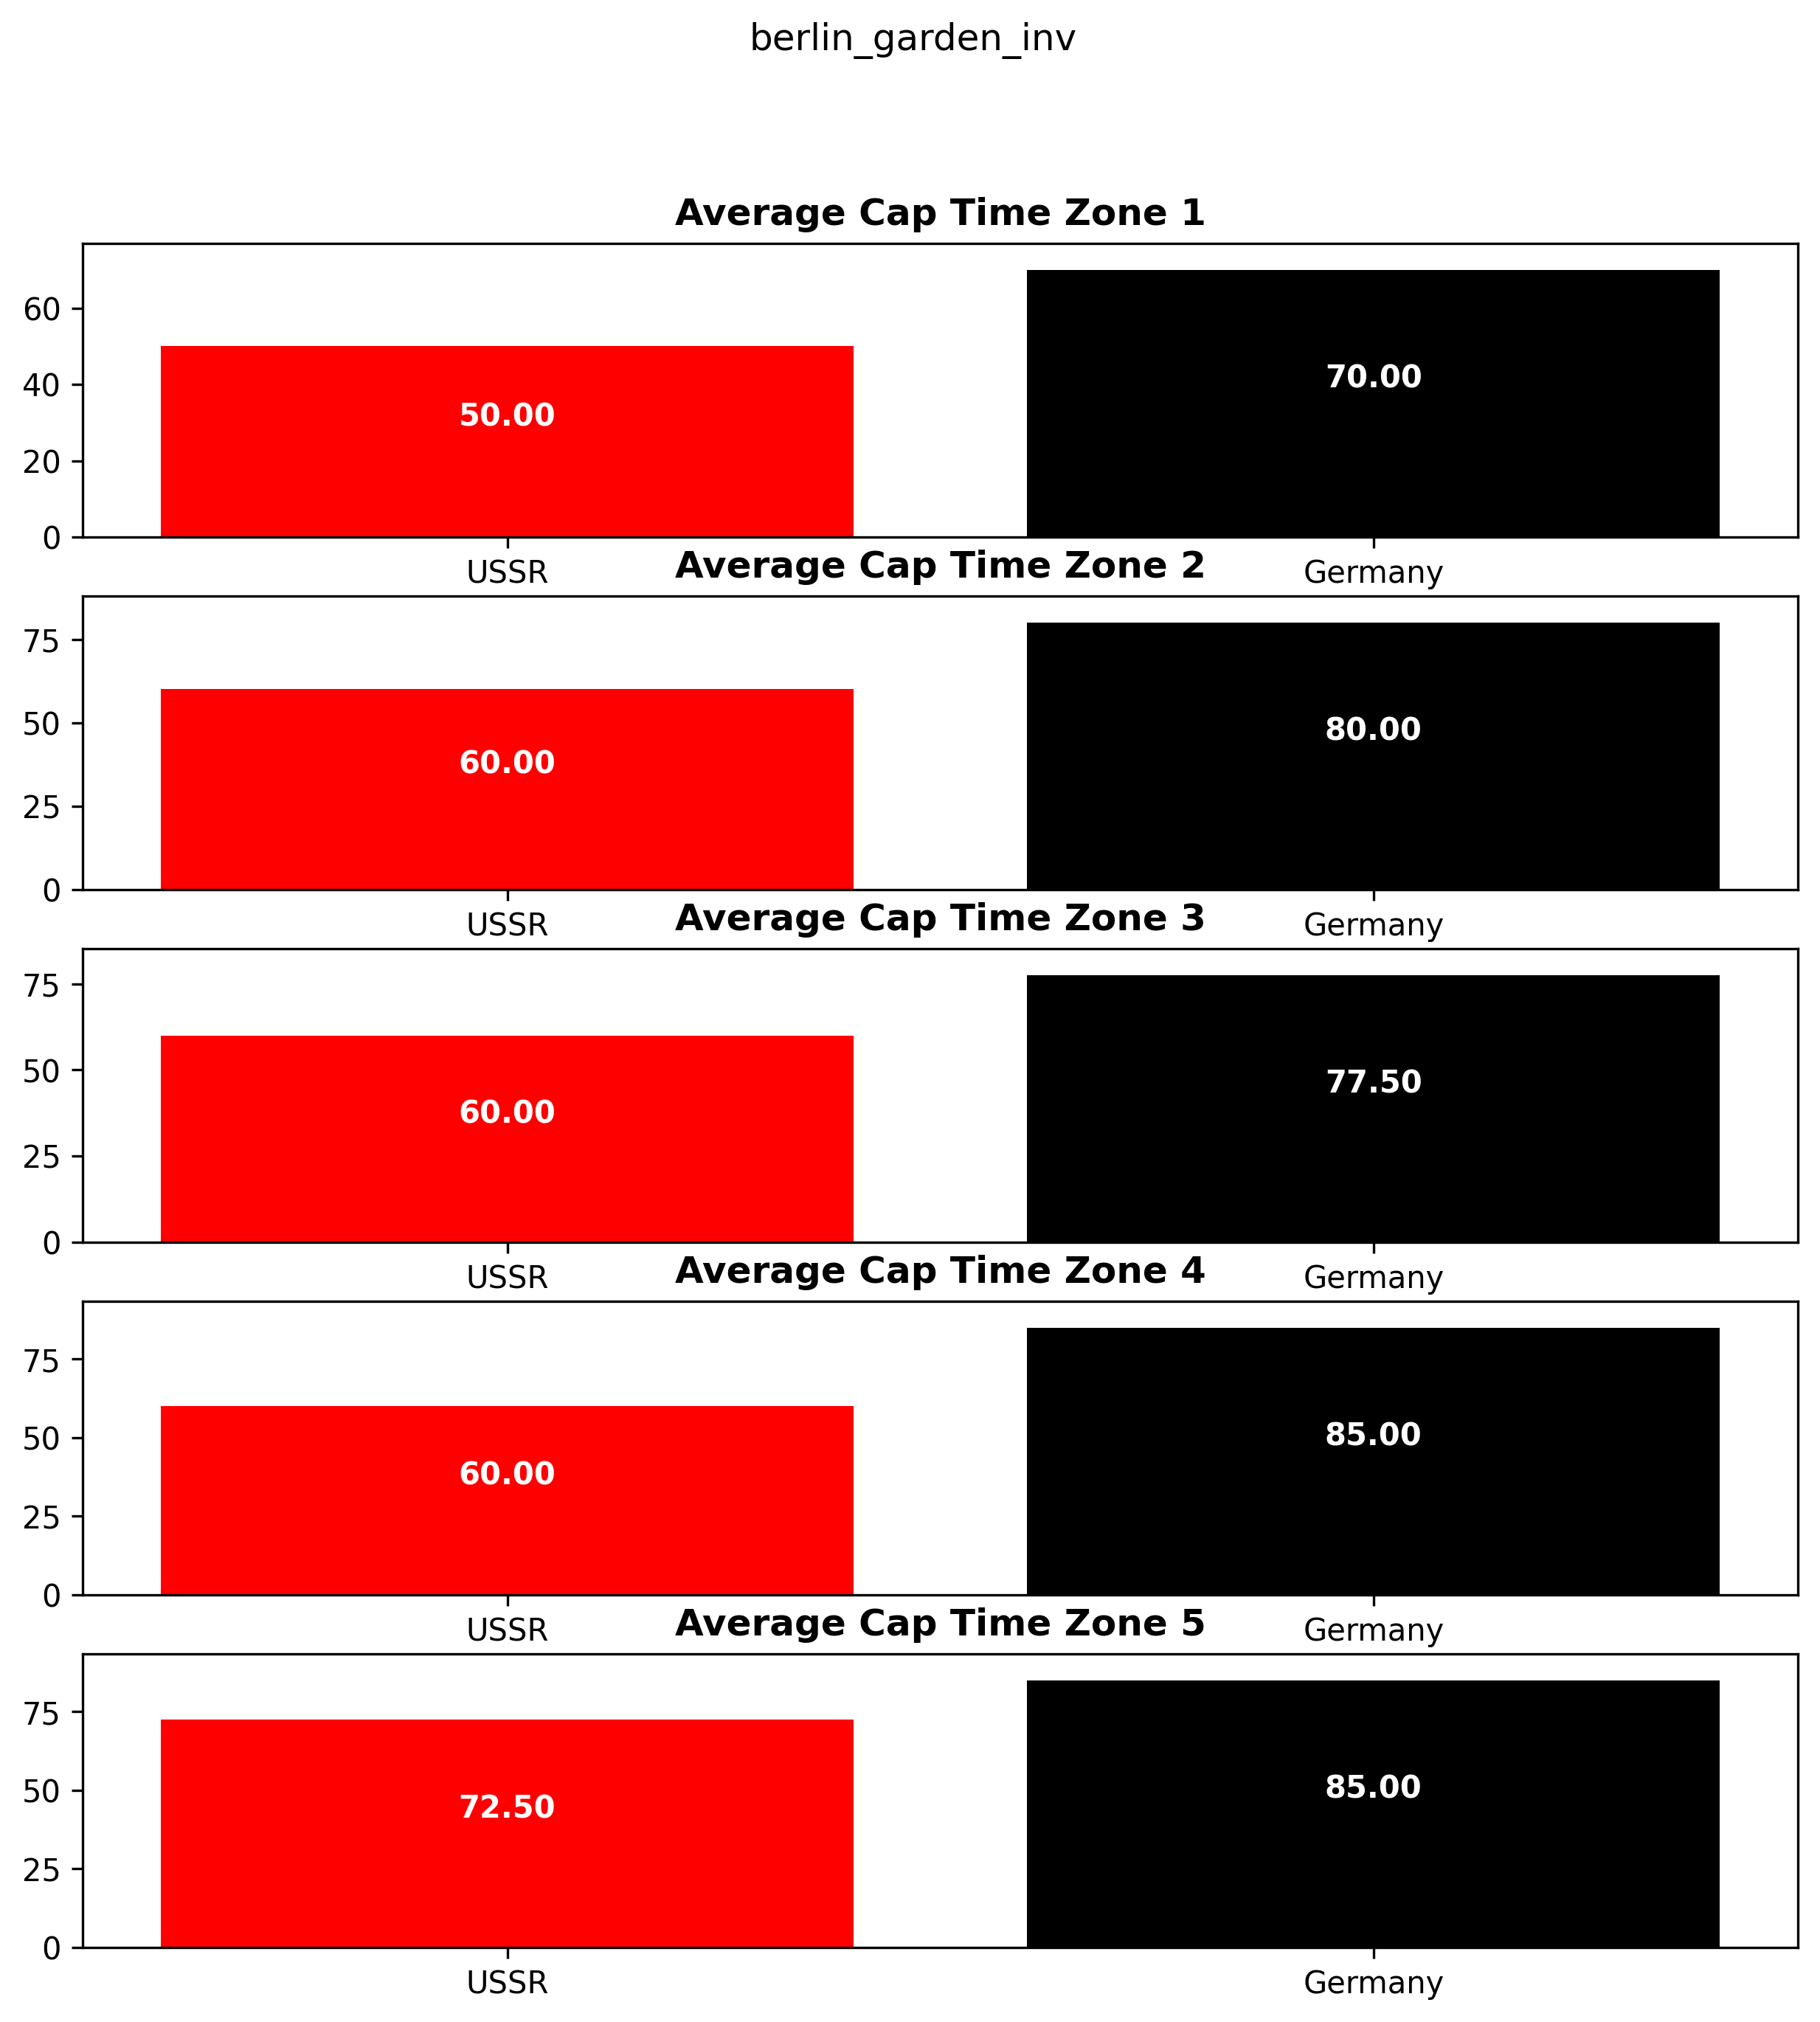 berlin_garden_inv
Average Cap Time Zone 1
60
40
20
0
50.00
70.00
USSR
Germany
Average Cap Time Zone 2
75
50
25
0
60.00
80.00
USSR
Germany
Average Cap Time Zone 3
75
50
25
0
60.00
77.50
USSR
Germany
Average Cap Time Zone 4
75
50
25
0
60.00
85.00
USSR
Germany
Average Cap Time Zone 5
75
50
25
0
72.50
85.00
USSR
Germany